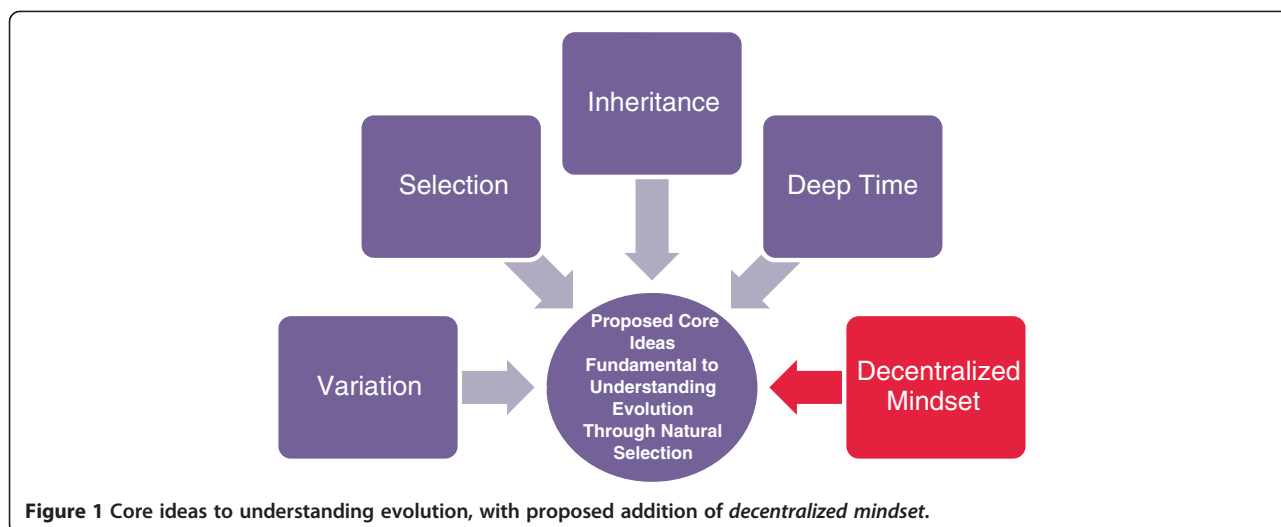 Inheritance
Selection
Deep Time
Variation
Proposed Core
Ideas
Fundamental to
Understanding
Evolution
Through Natural
Selection
Decentralized
Mindset
Figure 1 Core ideas to understanding evolution, with proposed addition of decentralized mindset.